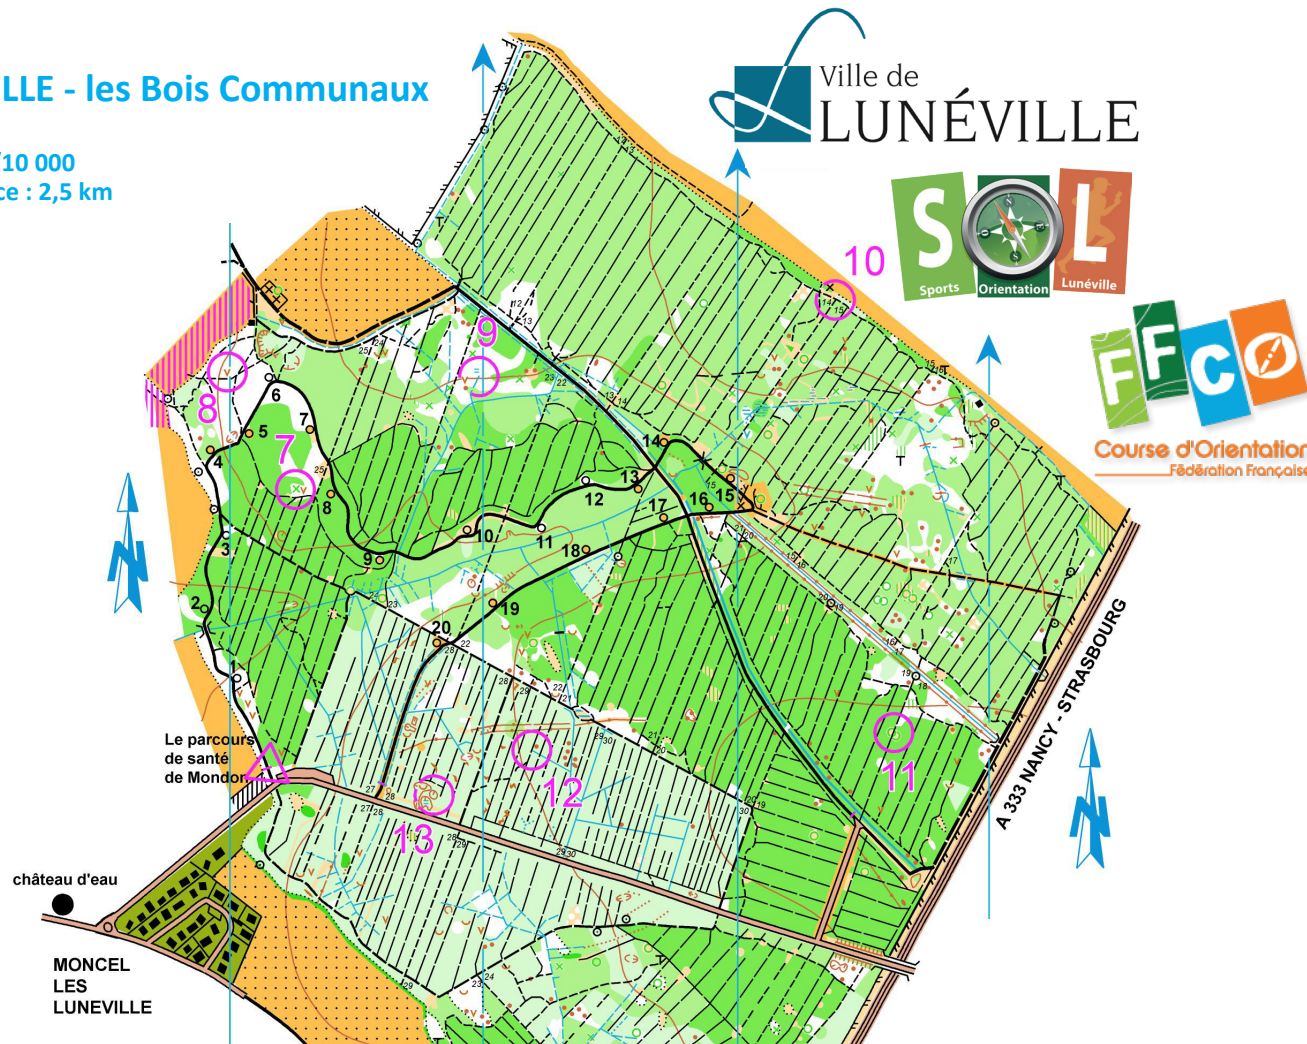 LLE - les Bois Communaux
/10 000
ce : 2,5 km
Ville de
LUNÉVILLE
S L
Sports Orientation Lunéville
FFCO
Course d'Orientation
Fédération Française
10
9
8
7
11
12
13
1
2
3
4
5
6
7
8
9
10
11
12
13
14
15
16
17
18
19
20
N
N
A 333 NANCY - STRASBOURG
Le parcours
de santé
de Mondon
château d'eau
MONCEL
LES
LUNEVILLE